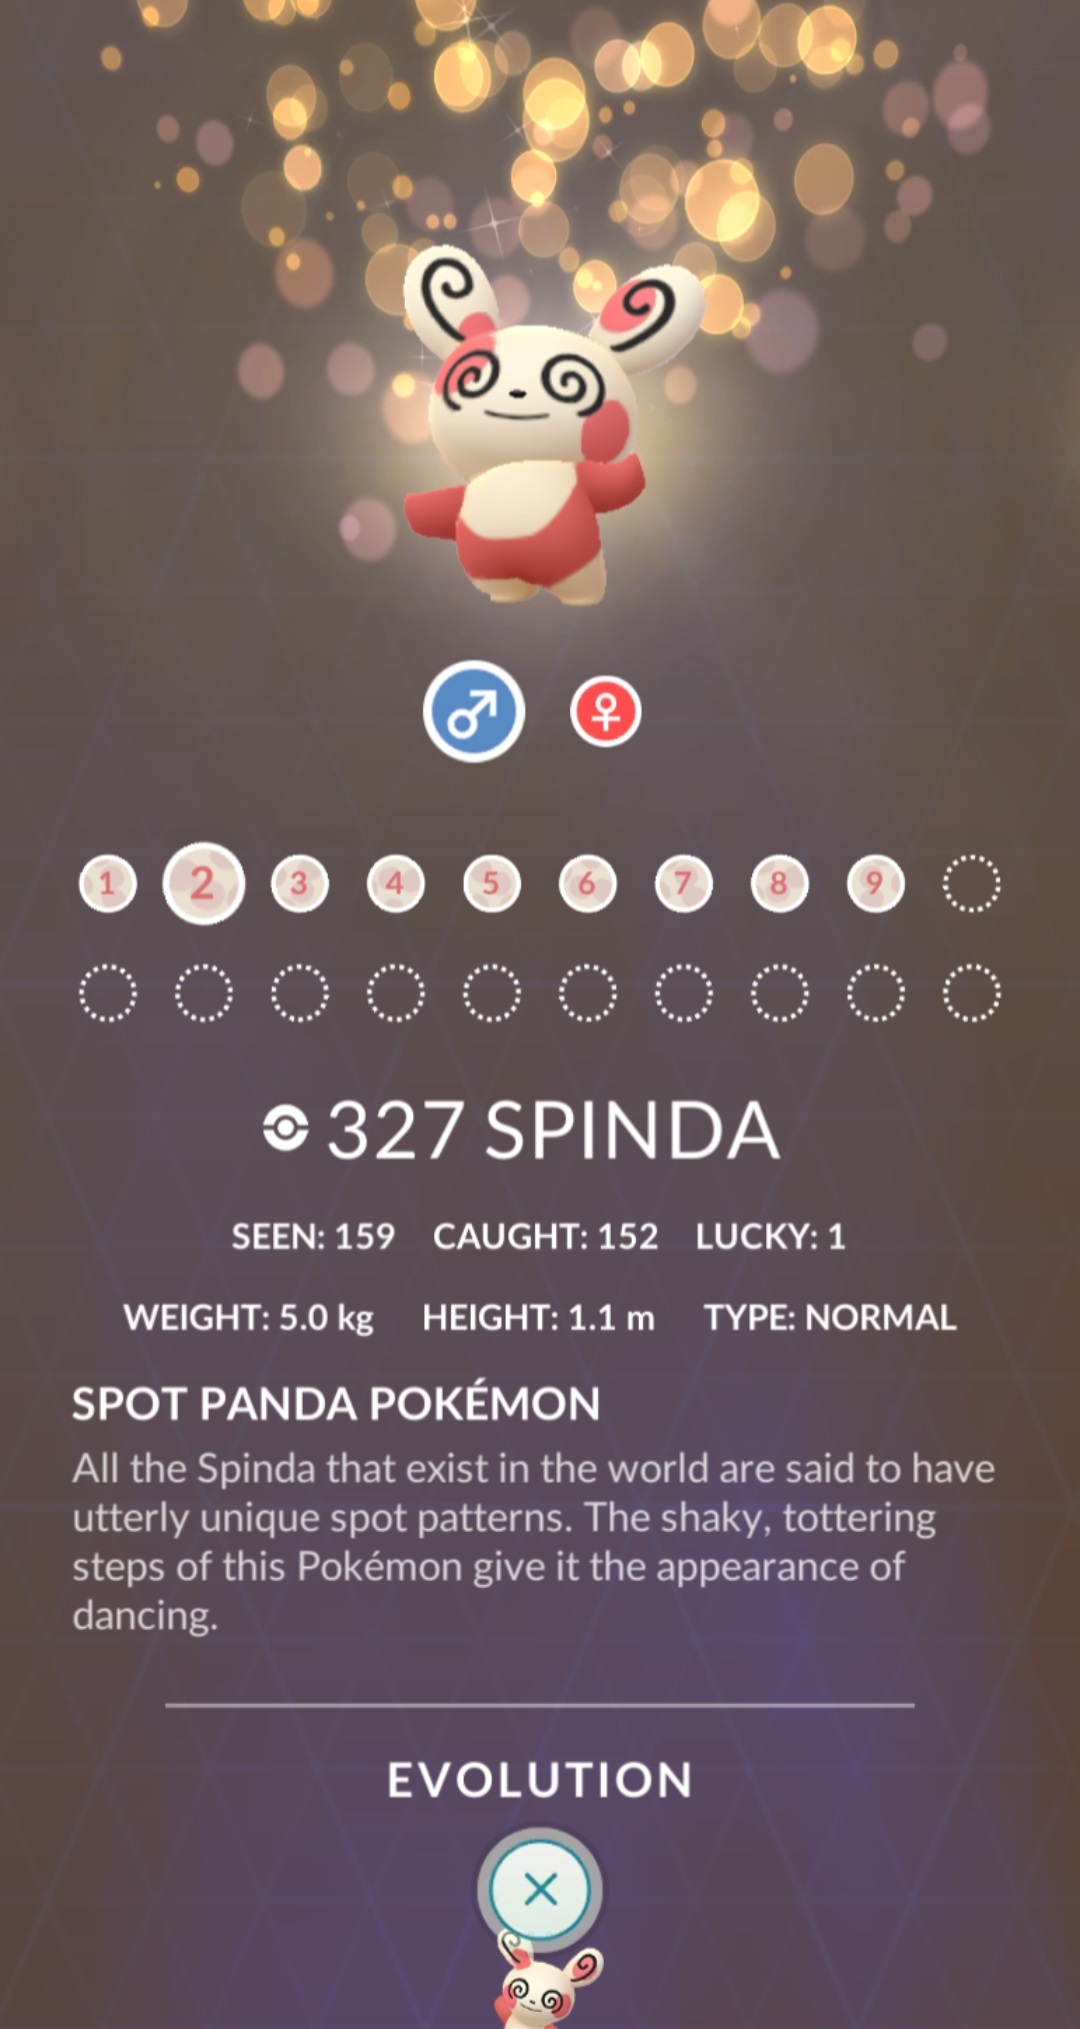 1 2 3 4 5 6 7 8 9
327 SPINDA
SEEN: 159 CAUGHT: 152 LUCKY: 1
WEIGHT: 5.0 kg HEIGHT: 1.1 m TYPE: NORMAL
SPOT PANDA POKÉMON
All the Spinda that exist in the world are said to have
utterly unique spot patterns. The shaky, tottering
steps of this Pokémon give it the appearance of
dancing.
EVOLUTION